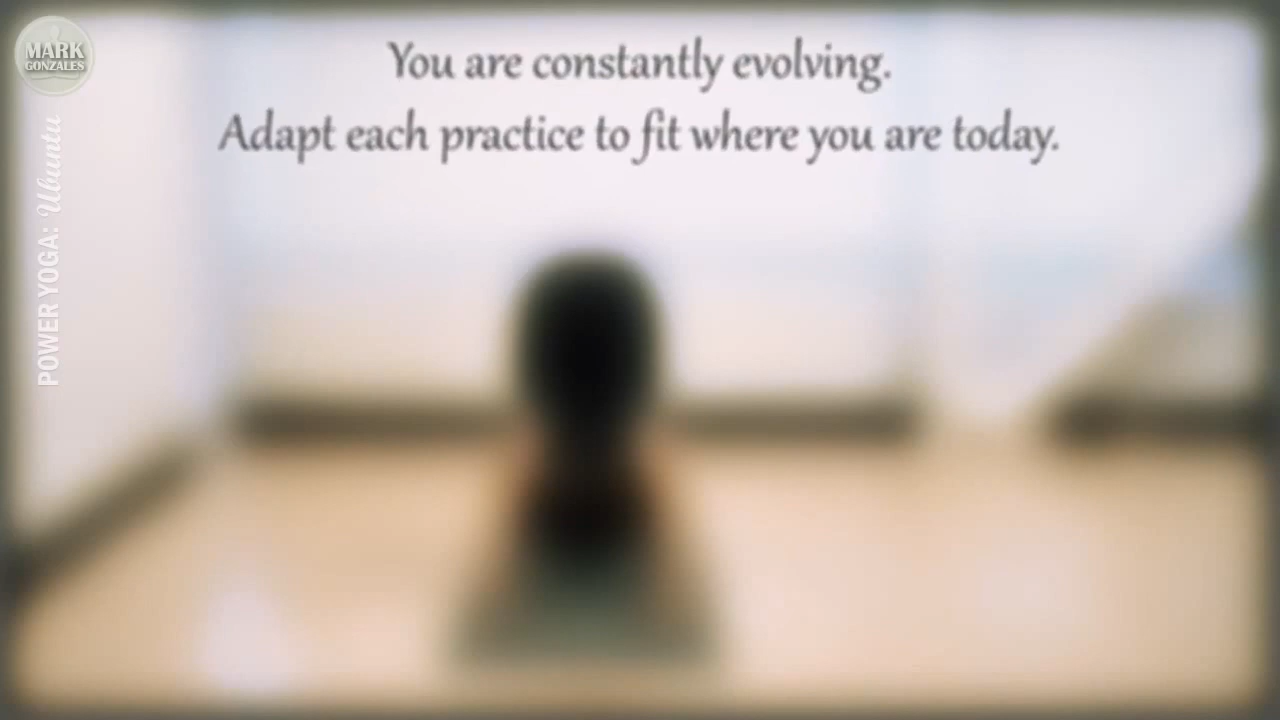 MARK
GONZALES
POWER YOGA: Ubuntu
You are constantly evolving.
Adapt each practice to fit where you are today.